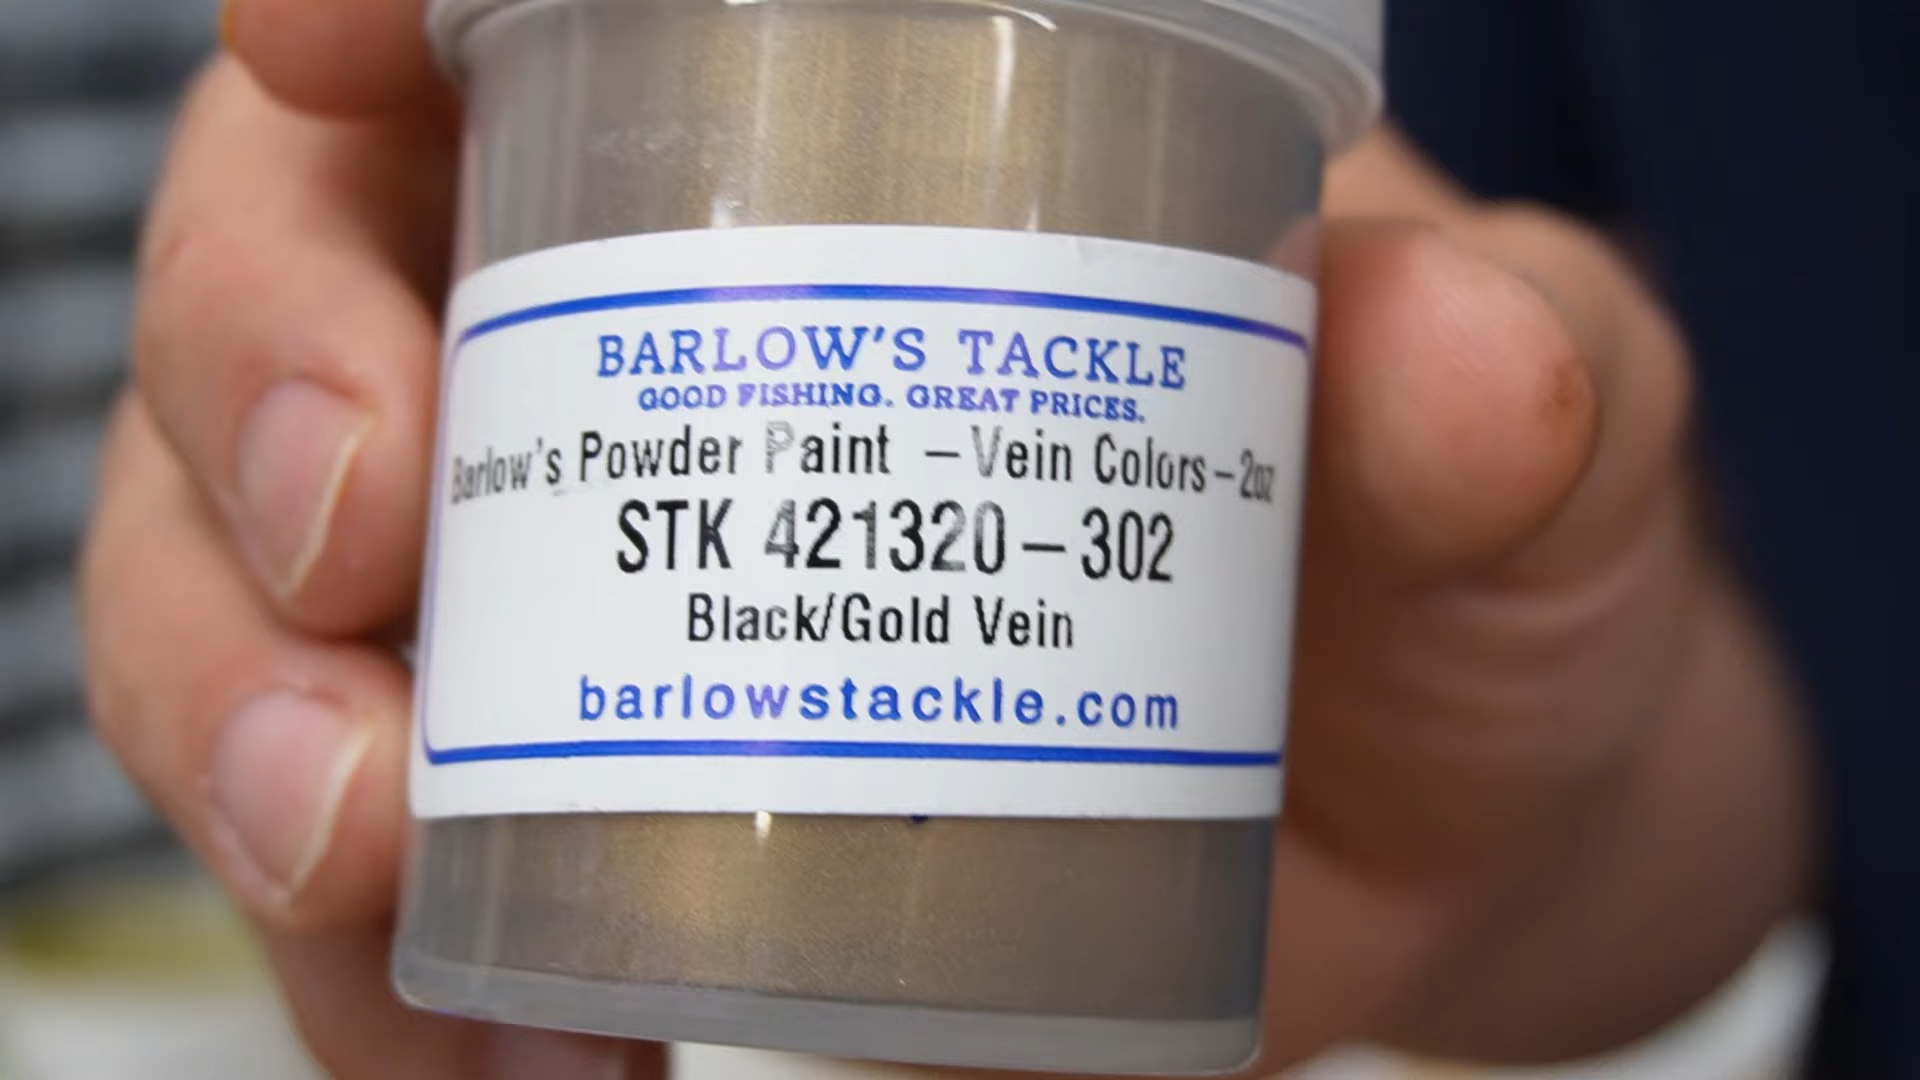 BARLOW'S TACKLE
GOOD FISHING. GREAT PRICES.
Barlow's Powder Paint –Vein Colors–2oz
STK 421320–302
Black/Gold Vein
barlowstackle.com